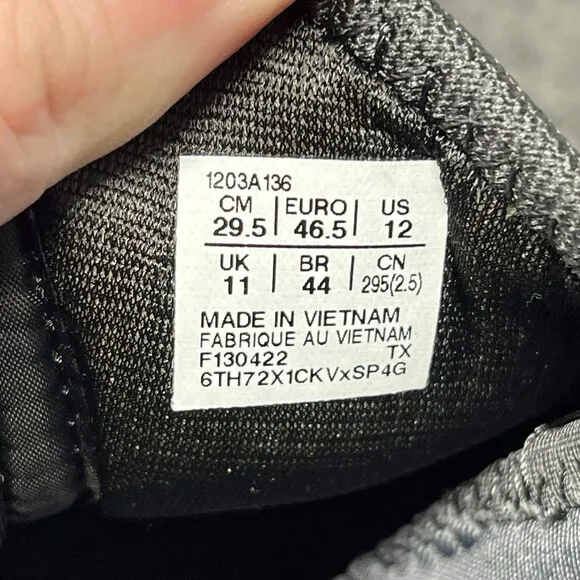 1203A136
CM | EURO | US
29.5 | 46.5 | 12
UK | BR | CN
11 | 44 | 295(2.5)
MADE IN VIETNAM
FABRIQUE AU VIETNAM
F130422 TX
6TH72X1CKVxSP4G